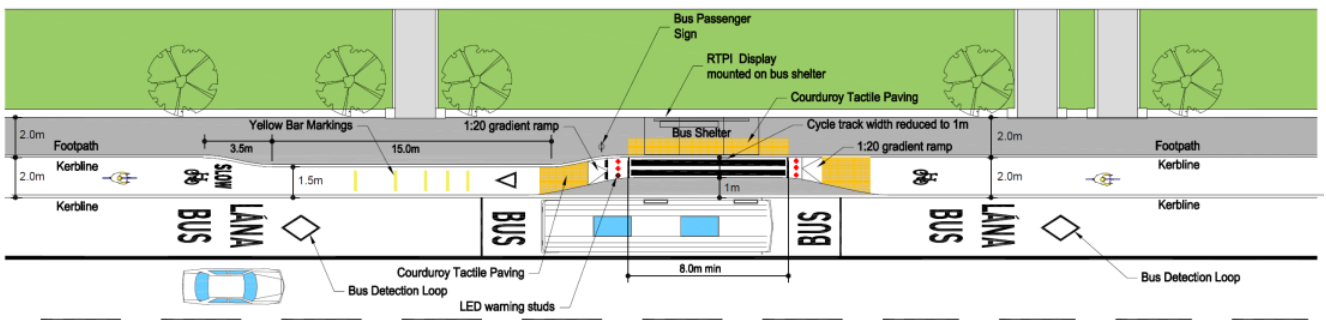 Bus Passenger
Sign
RTPI Display
mounted on bus shelter
Courduroy Tactile Paving
Yellow Bar Markings
1:20 gradient ramp
Bus Shelter
Cycle track width reduced to 1m
2.0m
Footpath
3.5m
15.0m
1:20 gradient ramp
2.0m
Footpath
Kerbline
Kerbline
2.0m
SLOW
1.5m
1m
2.0m
Kerbline
Kerbline
BUS
LÁNA
BUS
BUS
BUS
LÁNA
Courduroy Tactile Paving
8.0m min
Bus Detection Loop
Bus Detection Loop
LED warning studs